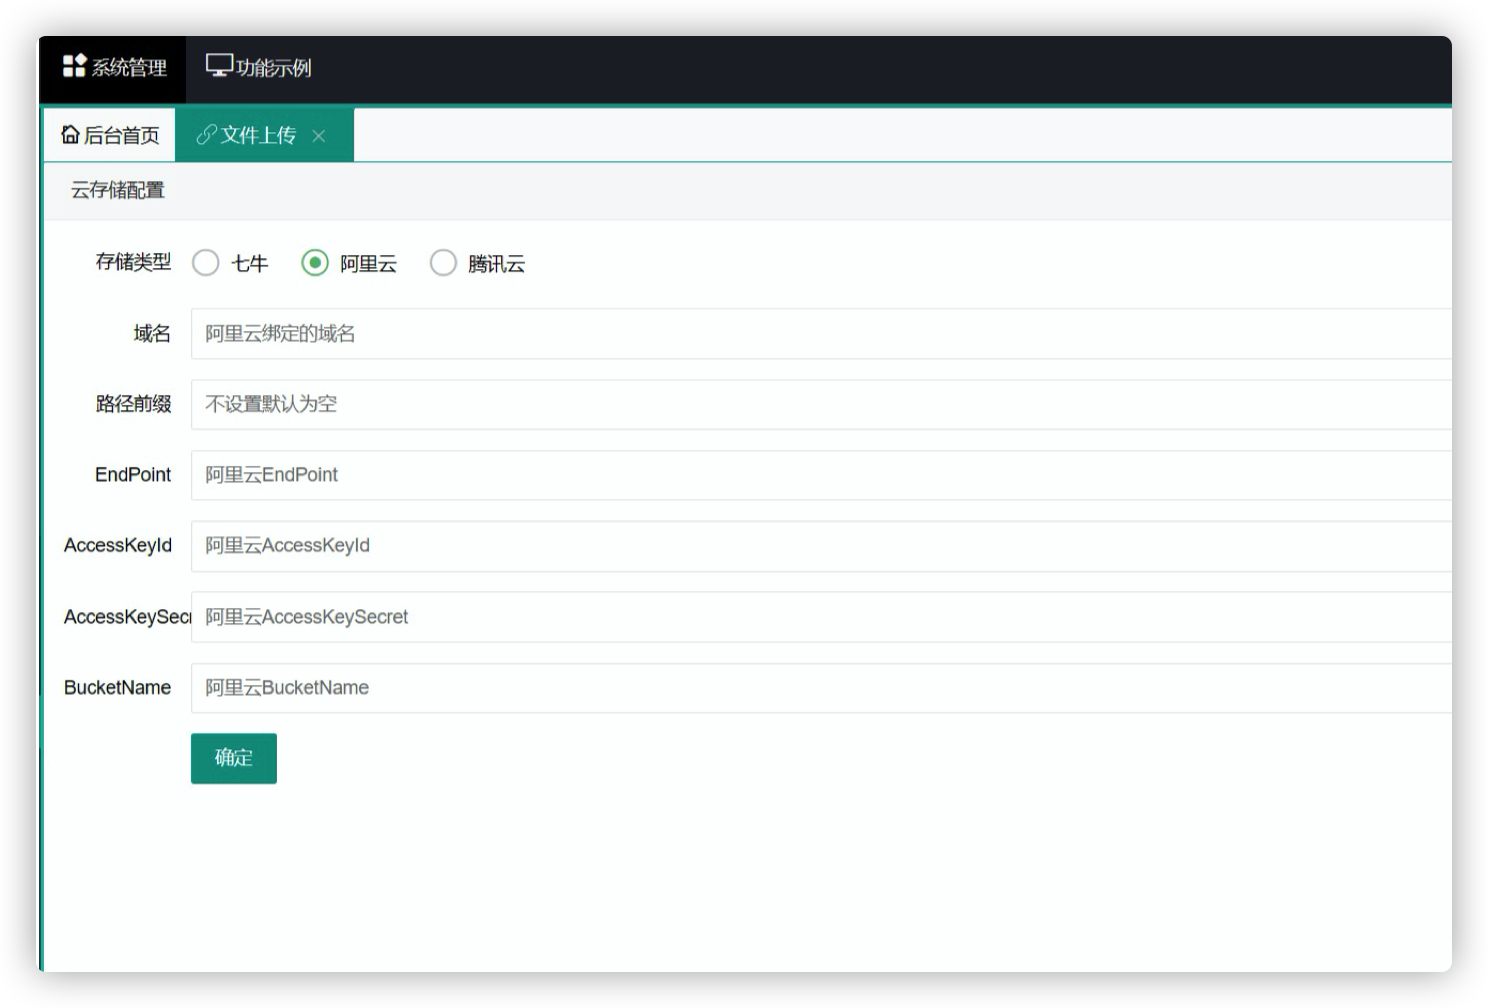 系统管理 功能示例
后台首页 文件上传
云存储配置
存储类型 七牛 阿里云 腾讯云
域名 阿里云绑定的域名
路径前缀 不设置默认为空
EndPoint 阿里云EndPoint
AccessKeyId 阿里云AccessKeyId
AccessKeySecr 阿里云AccessKeySecret
BucketName 阿里云BucketName
确定